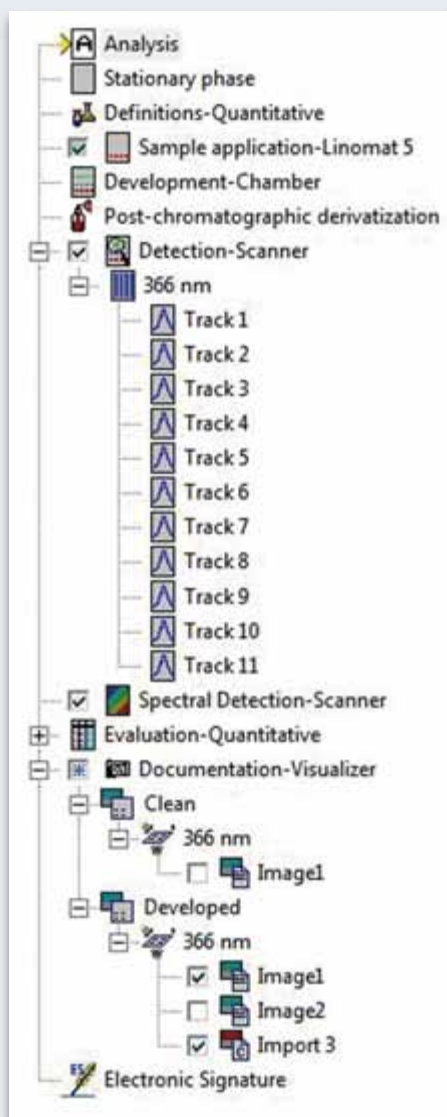 Analysis
Stationary phase
Definitions-Quantitative
Sample application-Linomat 5
Development-Chamber
Post-chromatographic derivatization
Detection-Scanner
366 nm
Track 1
Track 2
Track 3
Track 4
Track 5
Track 6
Track 7
Track 8
Track 9
Track 10
Track 11
Spectral Detection-Scanner
Evaluation-Quantitative
Documentation-Visualizer
Clean
366 nm
Image1
Developed
366 nm
Image1
Image2
Import 3
Electronic Signature